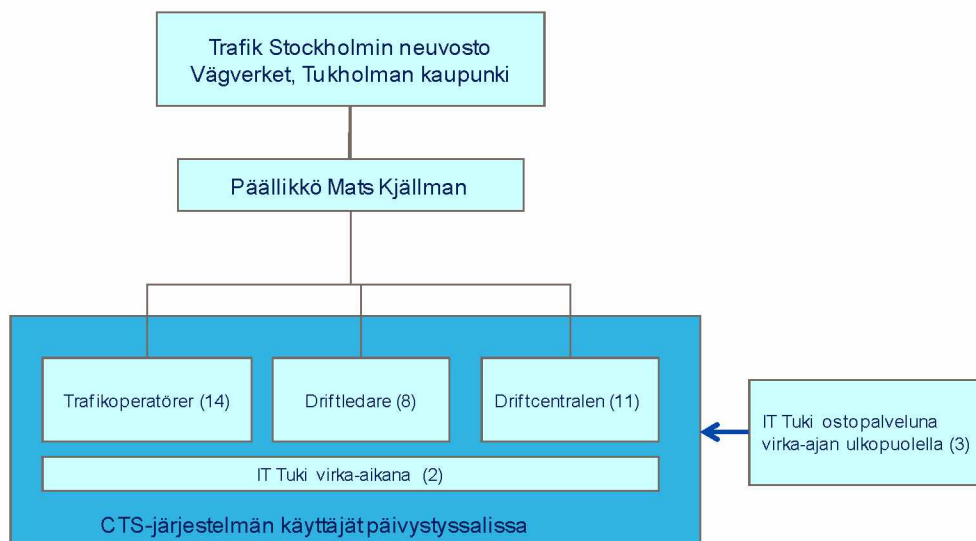 Trafik Stockholmin neuvosto
Vägverket, Tukholman kaupunki
Päällikkö Mats Kjällman
Trafikoperatörer (14)
Driftledare (8)
Driftcentralen (11)
IT Tuki ostopalveluna
virka-ajan ulkopuolella (3)
IT Tuki virka-aikana (2)
CTS-järjestelmän käyttäjät päivystyssalissa